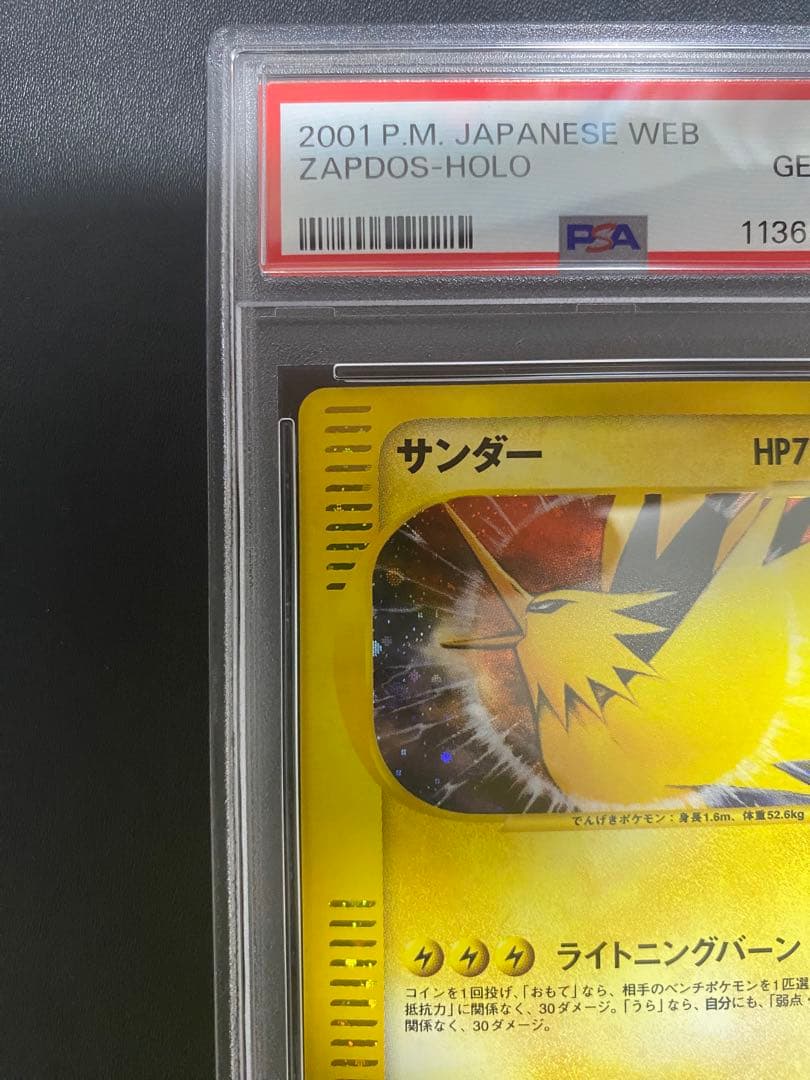 2001 P.M. JAPANESE WEB
ZAPDOS-HOLO GE
PSA 1136
サンダー HP7
でんげきポケモン:身長1.6m、体重52.6kg
ライトニングバーン
コインを1回投げ、「おもて」なら、相手のベンチポケモンを1匹選
抵抗力」に関係なく、30ダメージ。「うら」なら、自分にも、「弱点・
関係なく、30ダメージ。